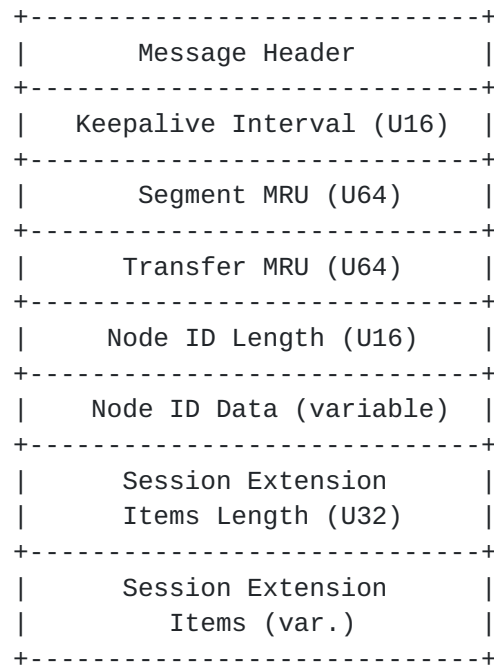 +-----------------------------+
|       Message Header        |
+-----------------------------+
|   Keepalive Interval (U16)  |
+-----------------------------+
|       Segment MRU (U64)     |
+-----------------------------+
|      Transfer MRU (U64)     |
+-----------------------------+
|     Node ID Length (U16)    |
+-----------------------------+
|    Node ID Data (variable)  |
+-----------------------------+
|      Session Extension      |
|      Items Length (U32)     |
+-----------------------------+
|      Session Extension      |
|         Items (var.)        |
+-----------------------------+